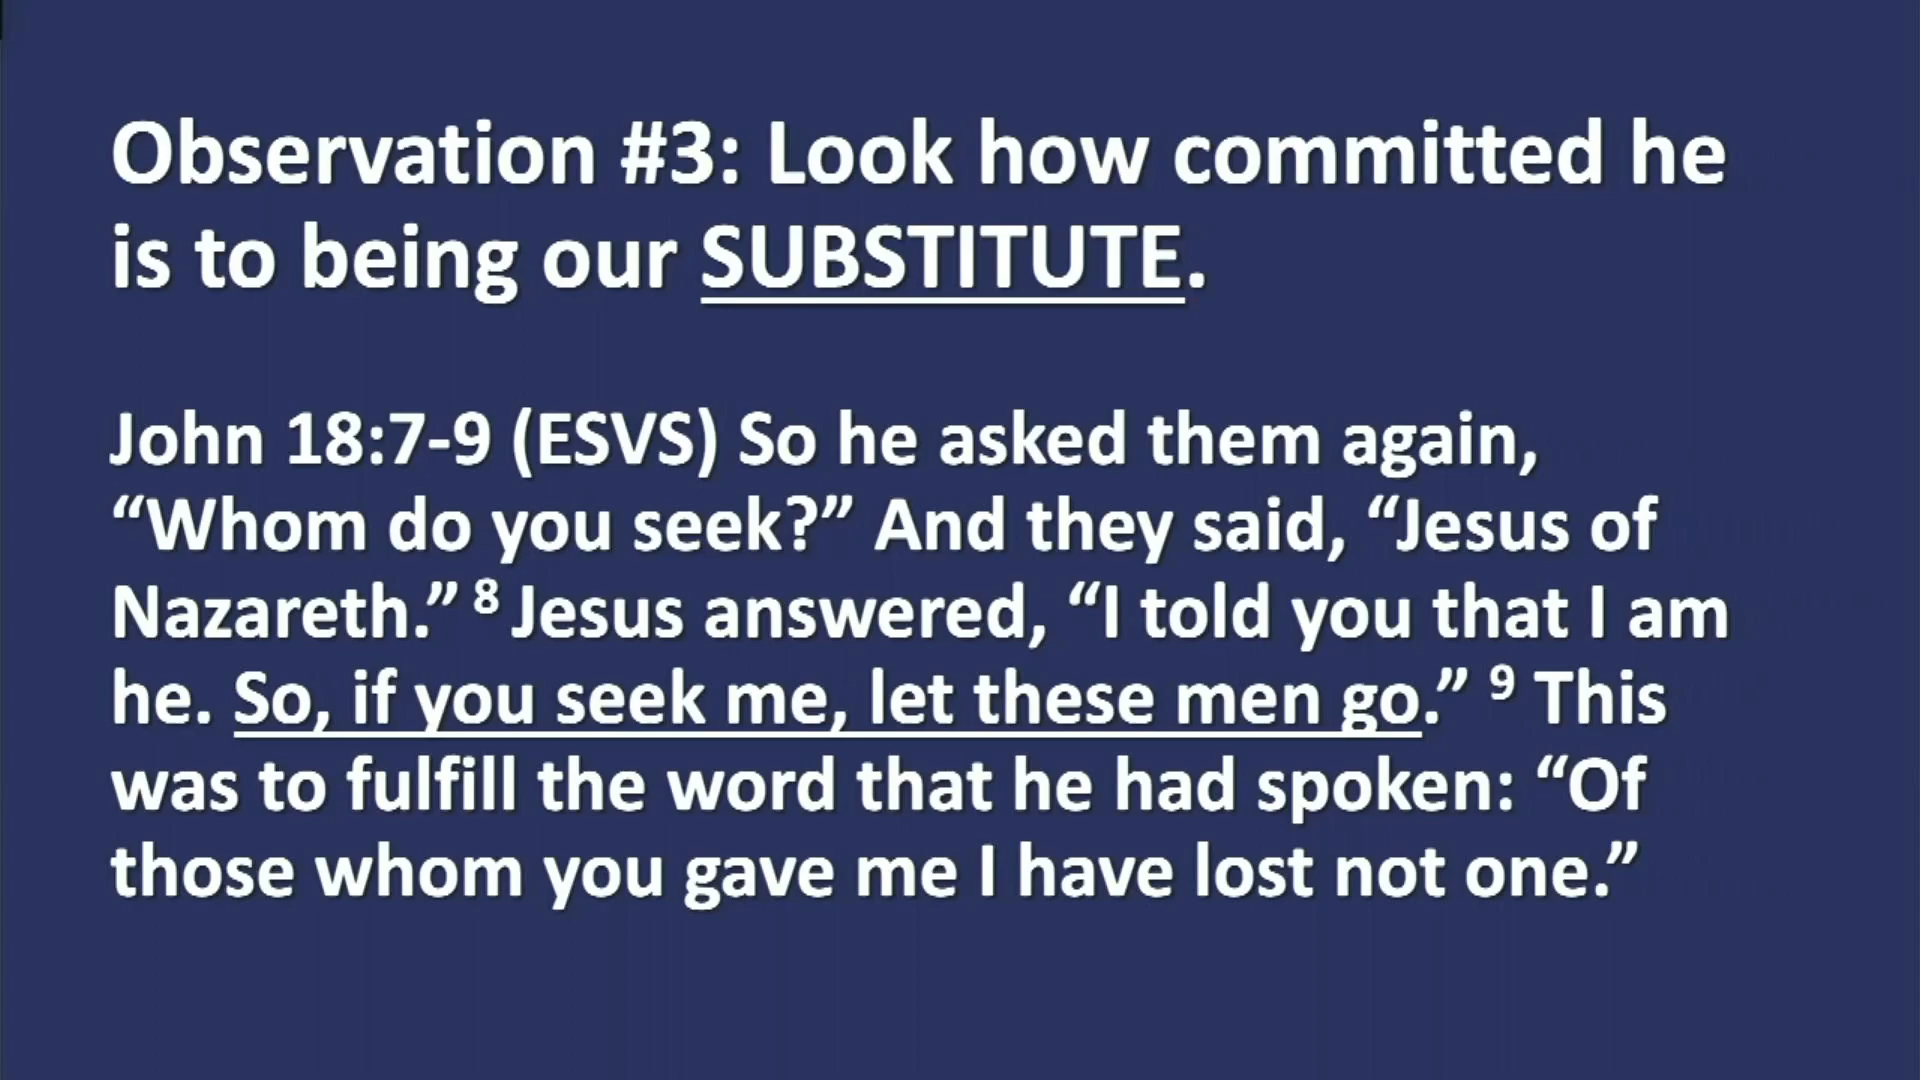 Observation #3: Look how committed he
is to being our SUBSTITUTE.
John 18:7-9 (ESVS) So he asked them again,
“Whom do you seek?” And they said, “Jesus of
Nazareth.” ⁸ Jesus answered, “I told you that I am
he. So, if you seek me, let these men go.” ⁹ This
was to fulfill the word that he had spoken: “Of
those whom you gave me I have lost not one.”